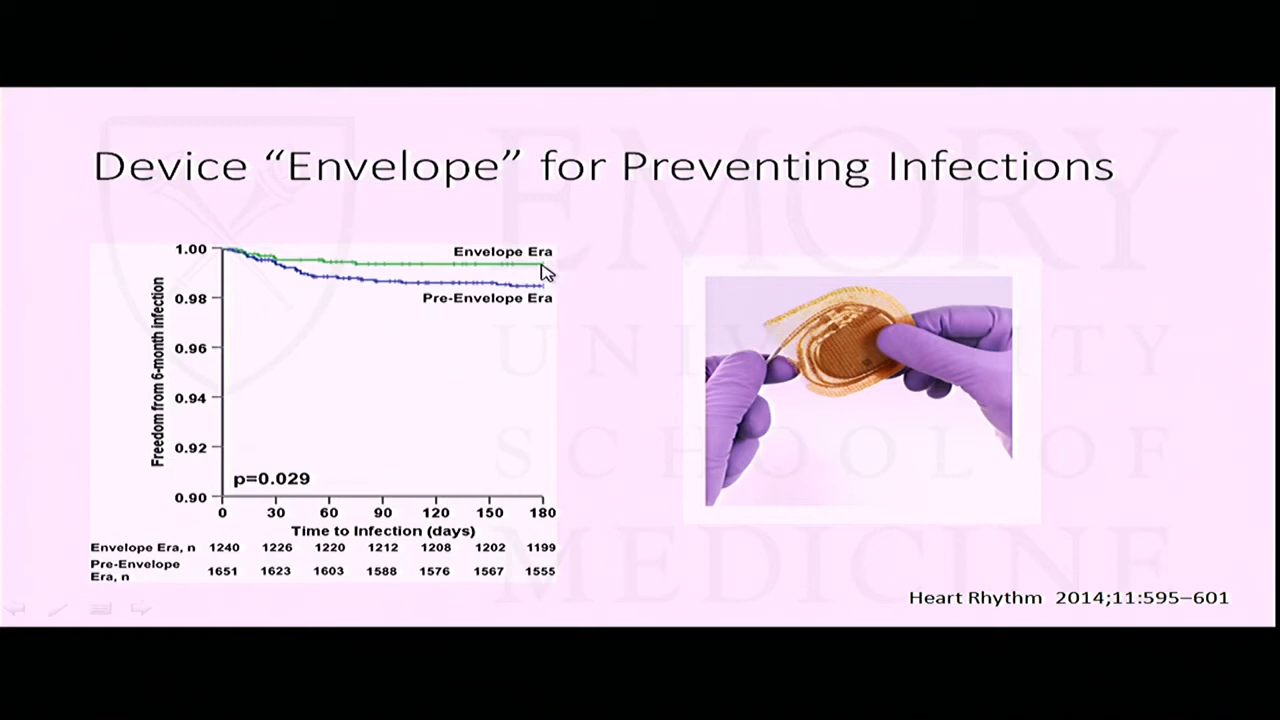 Device “Envelope” for Preventing Infections
EMORY
UNIVERSITY
SCHOOL OF
MEDICINE
Freedom from 6-month infection
1.00
0.98
0.96
0.94
0.92
0.90
Envelope Era
Pre-Envelope Era
p=0.029
0 30 60 90 120 150 180
Time to Infection (days)
Envelope Era, n 1240 1226 1220 1212 1208 1202 1199
Pre-Envelope
Era, n 1651 1623 1603 1588 1576 1567 1555
Heart Rhythm 2014;11:595–601